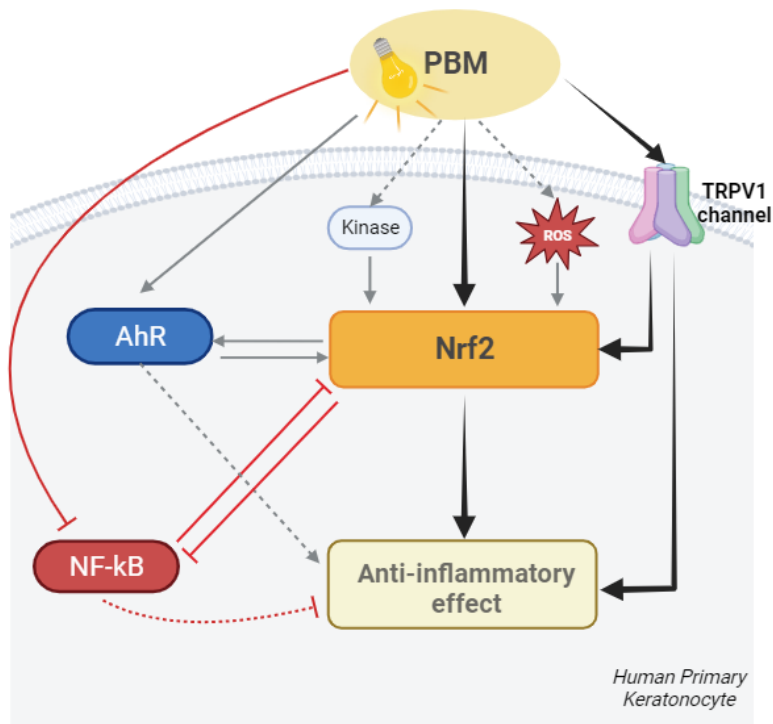 PBM
TRPV1
channel
Kinase
ROS
AhR
Nrf2
NF-kB
Anti-inflammatory
effect
Human Primary
Keratonocyte